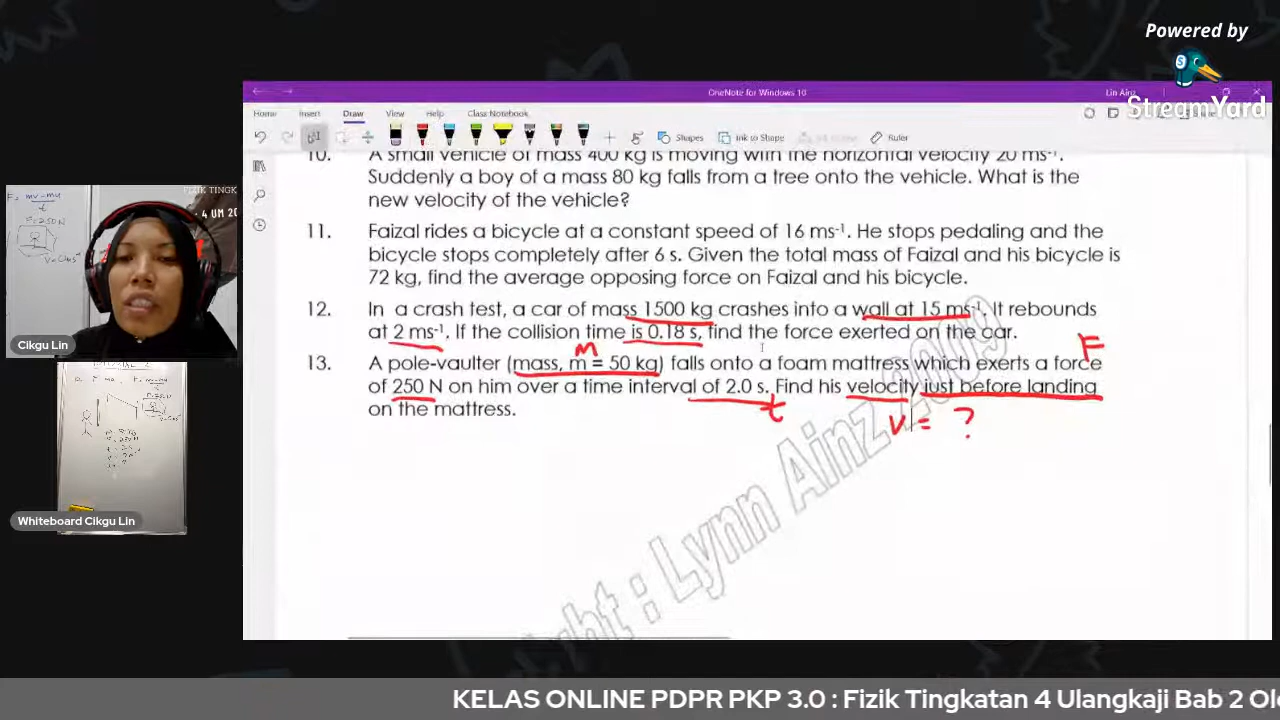 Powered by
StreamYard
OneNote for Windows 10
Lin Ainz
Home Insert Draw View Help Class Notebook
Shapes Ink to Shape Ruler
10. A small vehicle of mass 400 kg is moving with the horizontal velocity 20 ms⁻¹.
Suddenly a boy of a mass 80 kg falls from a tree onto the vehicle. What is the
new velocity of the vehicle?
11. Faizal rides a bicycle at a constant speed of 16 ms⁻¹. He stops pedaling and the
bicycle stops completely after 6 s. Given the total mass of Faizal and his bicycle is
72 kg, find the average opposing force on Faizal and his bicycle.
12. In a crash test, a car of mass 1500 kg crashes into a wall at 15 ms⁻¹. It rebounds
at 2 ms⁻¹. If the collision time is 0.18 s, find the force exerted on the car.
m
F
13. A pole-vaulter (mass, m = 50 kg) falls onto a foam mattress which exerts a force
of 250 N on him over a time interval of 2.0 s. Find his velocity just before landing
on the mattress.
t
v = ?
: Lynn Ainz 2009
FIZIK TINGK
Cikgu Lin
Whiteboard Cikgu Lin
KELAS ONLINE PDPR PKP 3.0 : Fizik Tingkatan 4 Ulangkaji Bab 2 Ol